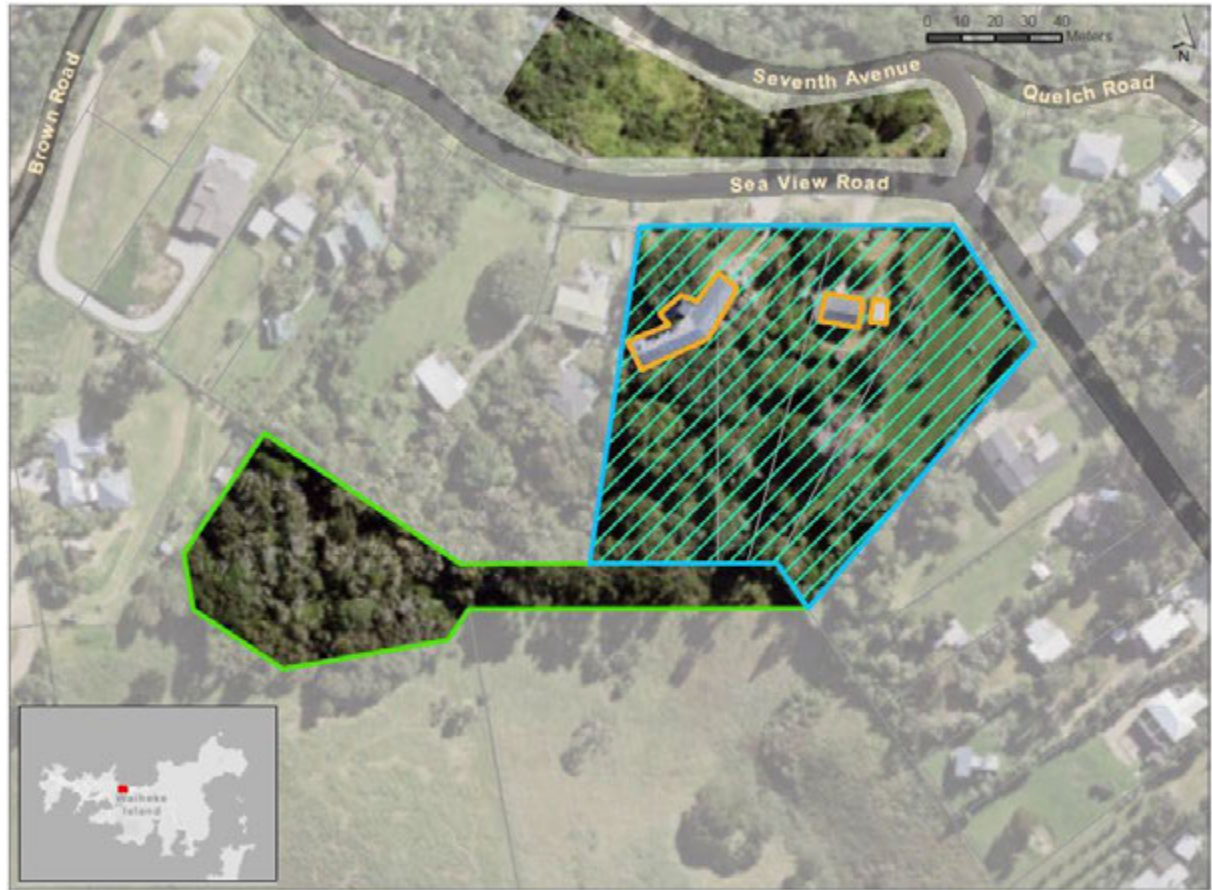 0 10 20 30 40
Meters
N
Seventh Avenue
Quelch Road
Brown Road
Sea View Road
Waiheke
Island